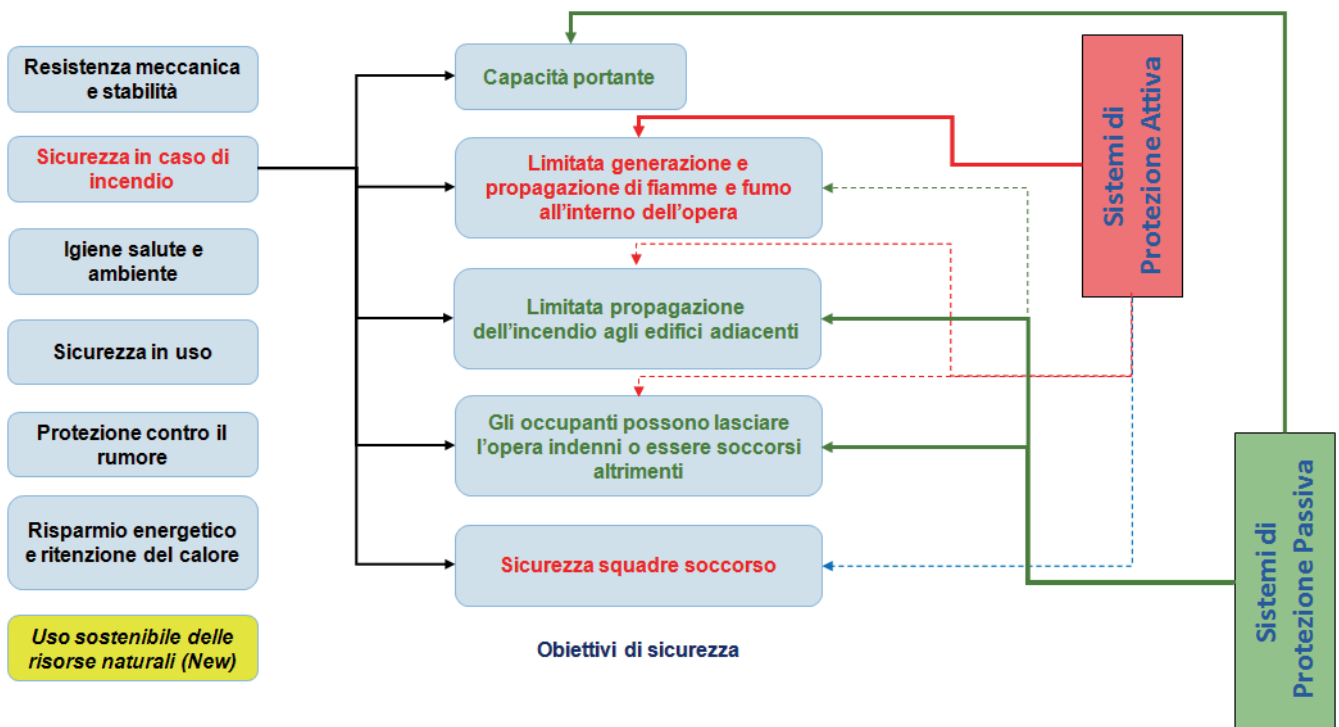 Resistenza meccanica
e stabilità
Sicurezza in caso di
incendio
Igiene salute e
ambiente
Sicurezza in uso
Protezione contro il
rumore
Risparmio energetico
e ritenzione del calore
Uso sostenibile delle
risorse naturali (New)
Capacità portante
Limitata generazione e
propagazione di fiamme e fumo
all'interno dell'opera
Limitata propagazione
dell'incendio agli edifici adiacenti
Gli occupanti possono lasciare
l'opera indenni o essere soccorsi
altrimenti
Sicurezza squadre soccorso
Obiettivi di sicurezza
Sistemi di
Protezione Attiva
Sistemi di
Protezione Passiva